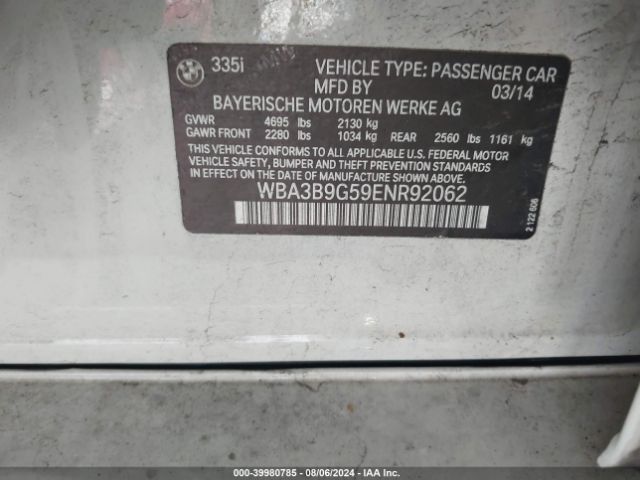 335i VEHICLE TYPE: PASSENGER CAR
MFD BY 03/14
BAYERISCHE MOTOREN WERKE AG
GVWR 4695 lbs 2130 kg
GAWR FRONT 2280 lbs 1034 kg REAR 2560 lbs 1161 kg
THIS VEHICLE CONFORMS TO ALL APPLICABLE U.S. FEDERAL MOTOR
VEHICLE SAFETY, BUMPER AND THEFT PREVENTION STANDARDS
IN EFFECT ON THE DATE OF MANUFACTURE SHOWN ABOVE.
WBA3B9G59ENR92062
2 122 606
000-39980785 - 08/06/2024 - IAA Inc.